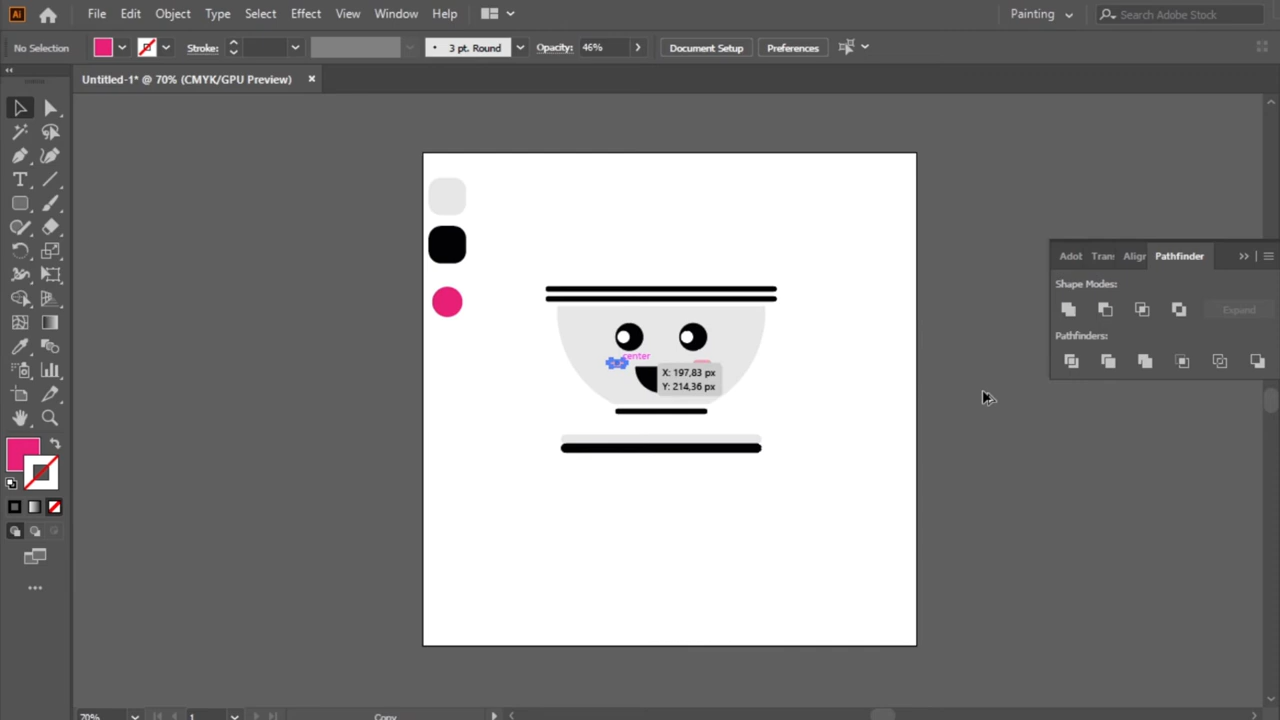 Ai File Edit Object Type Select Effect View Window Help Painting Search Adobe Stock
No Selection Stroke: 3 pt. Round Opacity: 46% Document Setup Preferences
Untitled-1* @ 70% (CMYK/GPU Preview) ×
Adot Trans Align Pathfinder
Shape Modes:
Expand
Pathfinders:
center
X: 197,83 px
Y: 214,36 px
70% 1 Copy